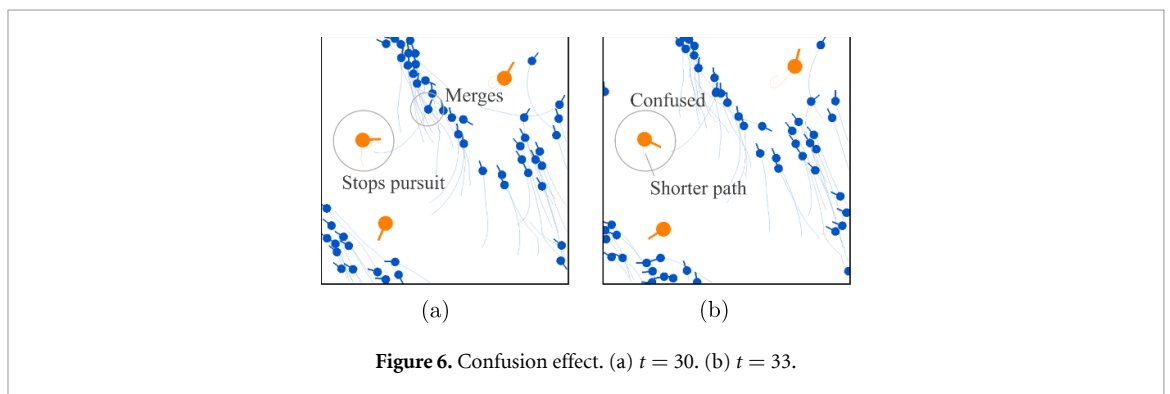 Merges
Stops pursuit
Confused
Shorter path
(a)
(b)
Figure 6. Confusion effect. (a) t = 30. (b) t = 33.